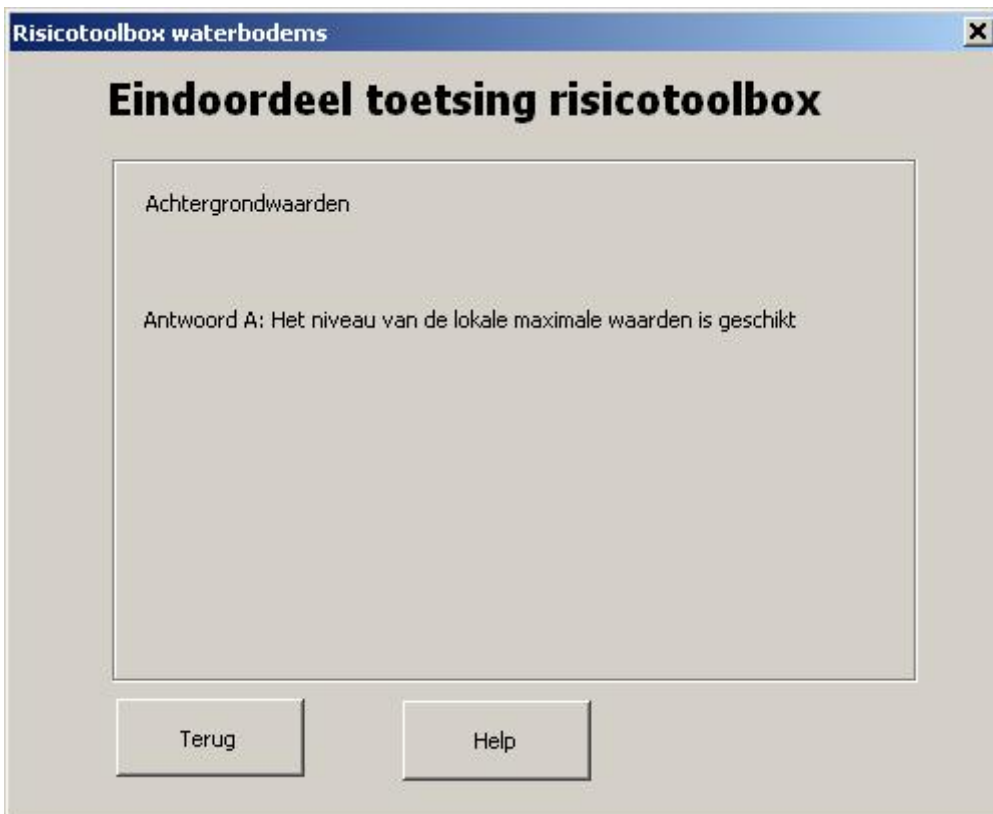 Risicotoolbox waterbodems
Eindoordeel toetsing risicotoolbox
Achtergrondwaarden
Antwoord A: Het niveau van de lokale maximale waarden is geschikt
Terug
Help